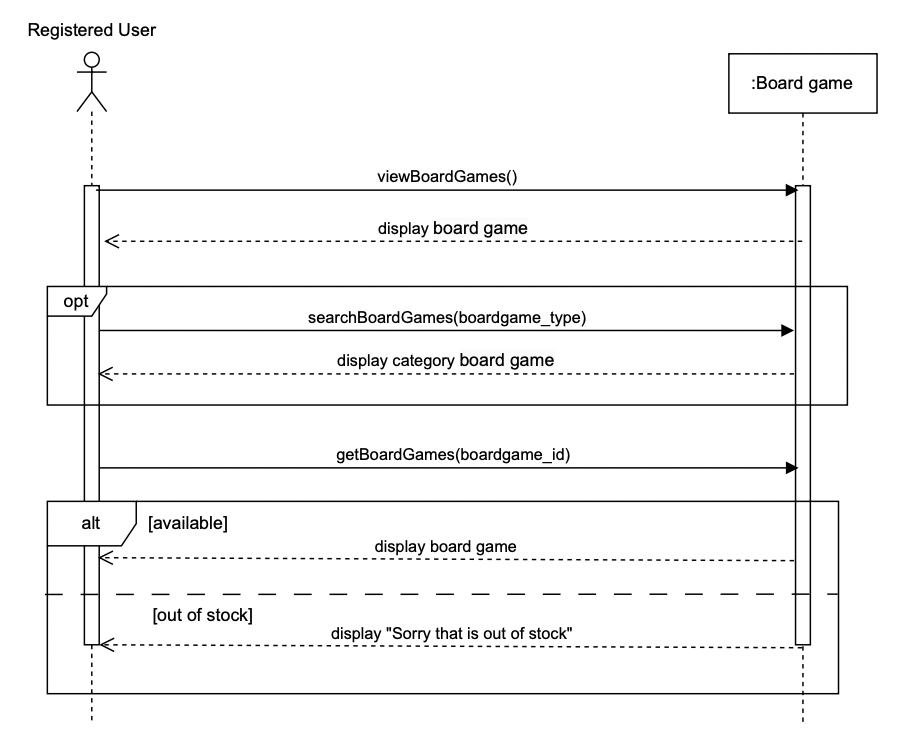 Registered User
:Board game
viewBoardGames()
display board game
opt
searchBoardGames(boardgame_type)
display category board game
getBoardGames(boardgame_id)
alt
[available]
display board game
[out of stock]
display "Sorry that is out of stock"